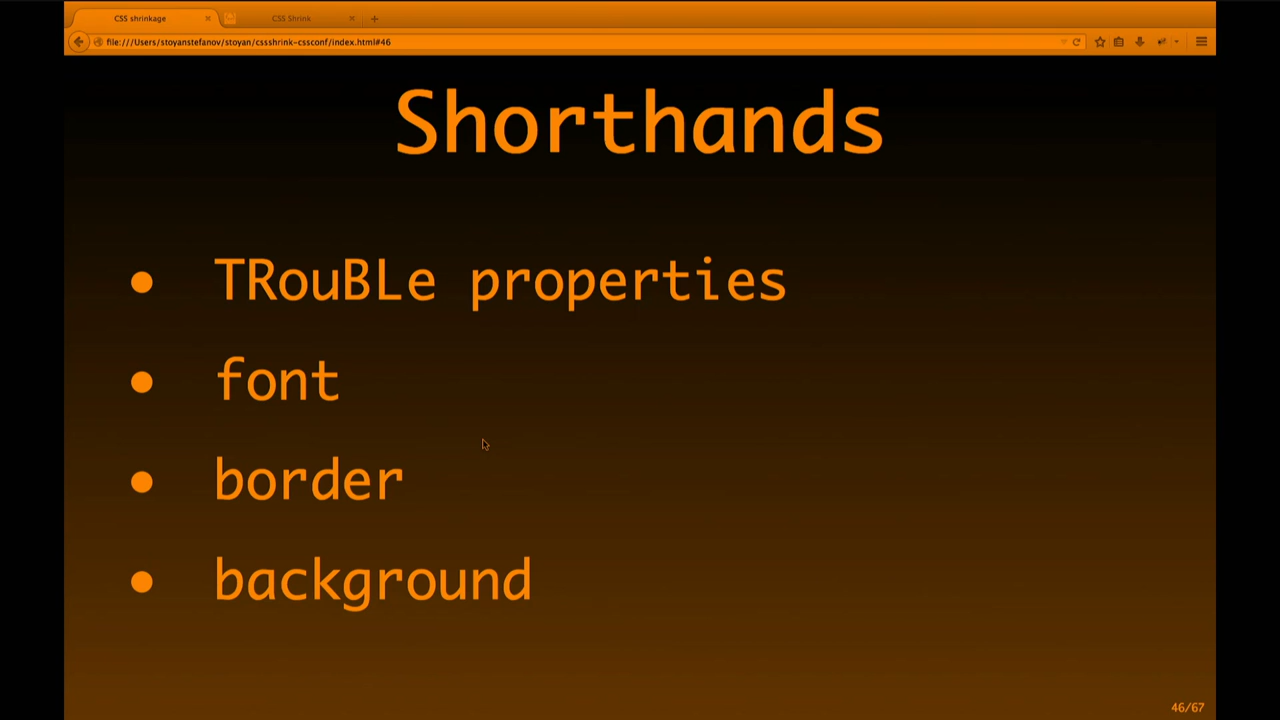 CSS shrinkage
CSS Shrink
file:///Users/stoyanstefanov/stoyan/cssshrink-cssconf/index.html#46
Shorthands
• TRouBLe properties
• font
• border
• background
46/67